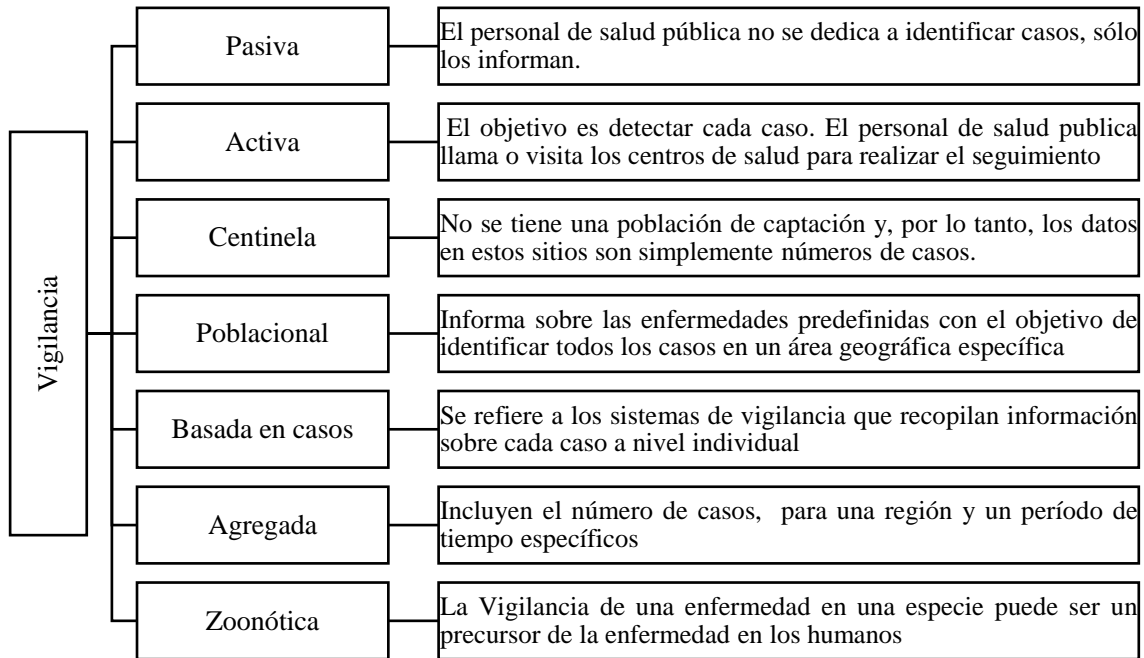 Vigilancia
Pasiva
El personal de salud pública no se dedica a identificar casos, sólo
los informan.
Activa
El objetivo es detectar cada caso. El personal de salud publica
llama o visita los centros de salud para realizar el seguimiento
Centinela
No se tiene una población de captación y, por lo tanto, los datos
en estos sitios son simplemente números de casos.
Poblacional
Informa sobre las enfermedades predefinidas con el objetivo de
identificar todos los casos en un área geográfica específica
Basada en casos
Se refiere a los sistemas de vigilancia que recopilan información
sobre cada caso a nivel individual
Agregada
Incluyen el número de casos, para una región y un período de
tiempo específicos
Zoonótica
La Vigilancia de una enfermedad en una especie puede ser un
precursor de la enfermedad en los humanos